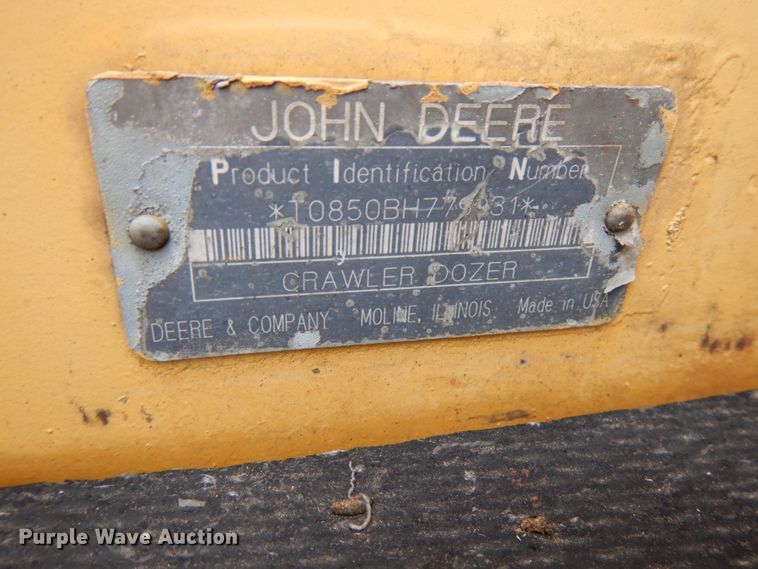 JOHN DEERE
Product Identification Number
CRAWLER DOZER
DEERE & COMPANY MOLINE, ILLINOIS Made in USA
Purple Wave Auction